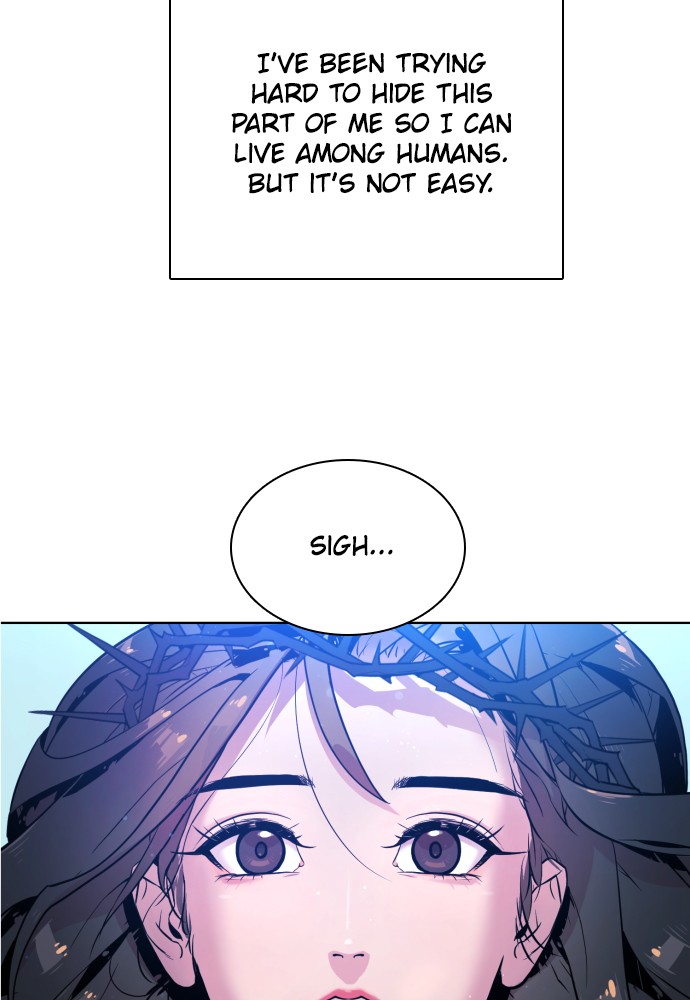 I'VE BEEN TRYING
HARD TO HIDE THIS
PART OF ME SO I CAN
LIVE AMONG HUMANS.
BUT IT'S NOT EASY.
SIGH...